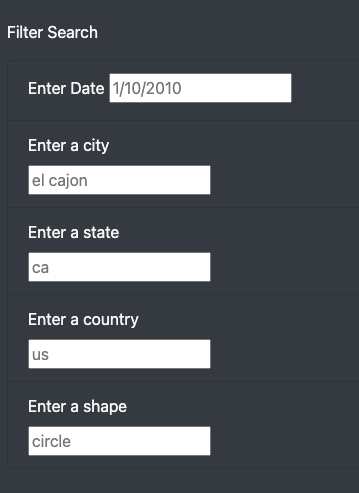 Filter Search
Enter Date 1/10/2010
Enter a city
el cajon
Enter a state
ca
Enter a country
us
Enter a shape
circle